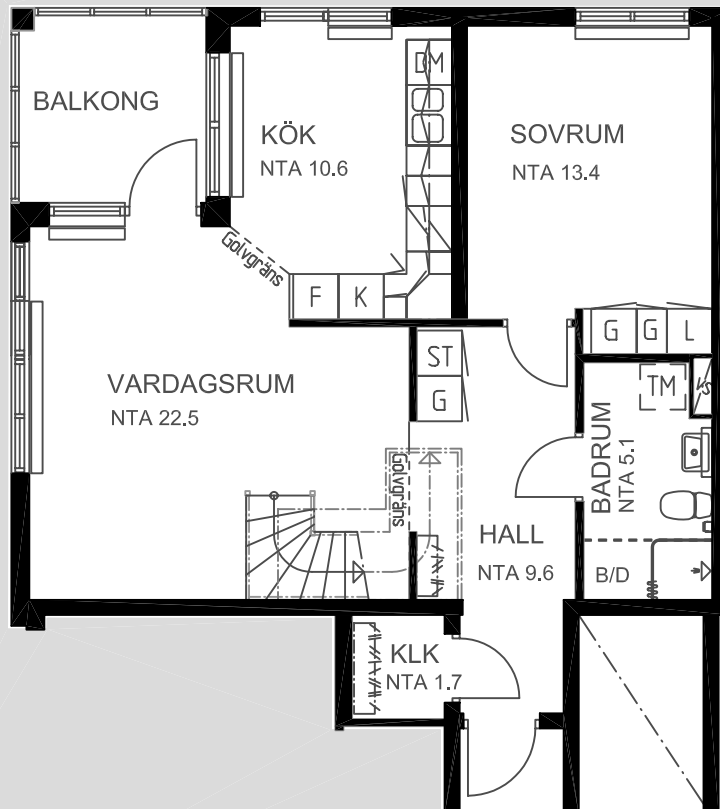 BALKONG
KÖK
NTA 10.6
DM
SOVRUM
NTA 13.4
Golvgräns
F
K
G
G
L
ST
G
TM
KS
VARDAGSRUM
NTA 22.5
BADRUM
NTA 5.1
Golvgräns
HALL
NTA 9.6
B/D
KLK
NTA 1.7